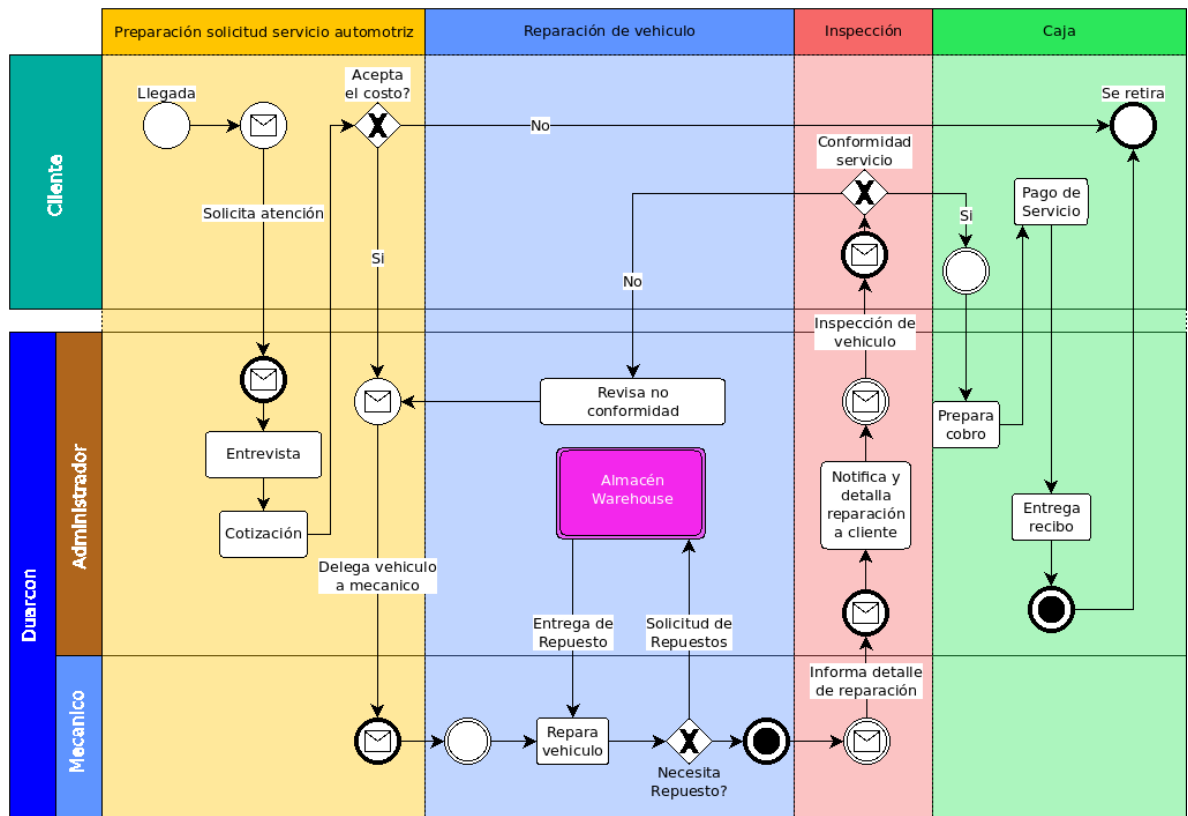 Preparación solicitud servicio automotriz
Reparación de vehiculo
Inspección
Caja
Cliente
Llegada
Acepta
el costo?
No
Se retira
Solicita atención
Si
Conformidad
servicio
No
Si
Pago de
Servicio
Duarcon
Administrador
Entrevista
Cotización
Delega vehiculo
a mecanico
Revisa no
conformidad
Almacén
Warehouse
Entrega de
Repuesto
Solicitud de
Repuestos
Inspección de
vehiculo
Notifica y
detalla
reparación
a cliente
Prepara
cobro
Entrega
recibo
Mecanico
Repara
vehiculo
Necesita
Repuesto?
Informa detalle
de reparación